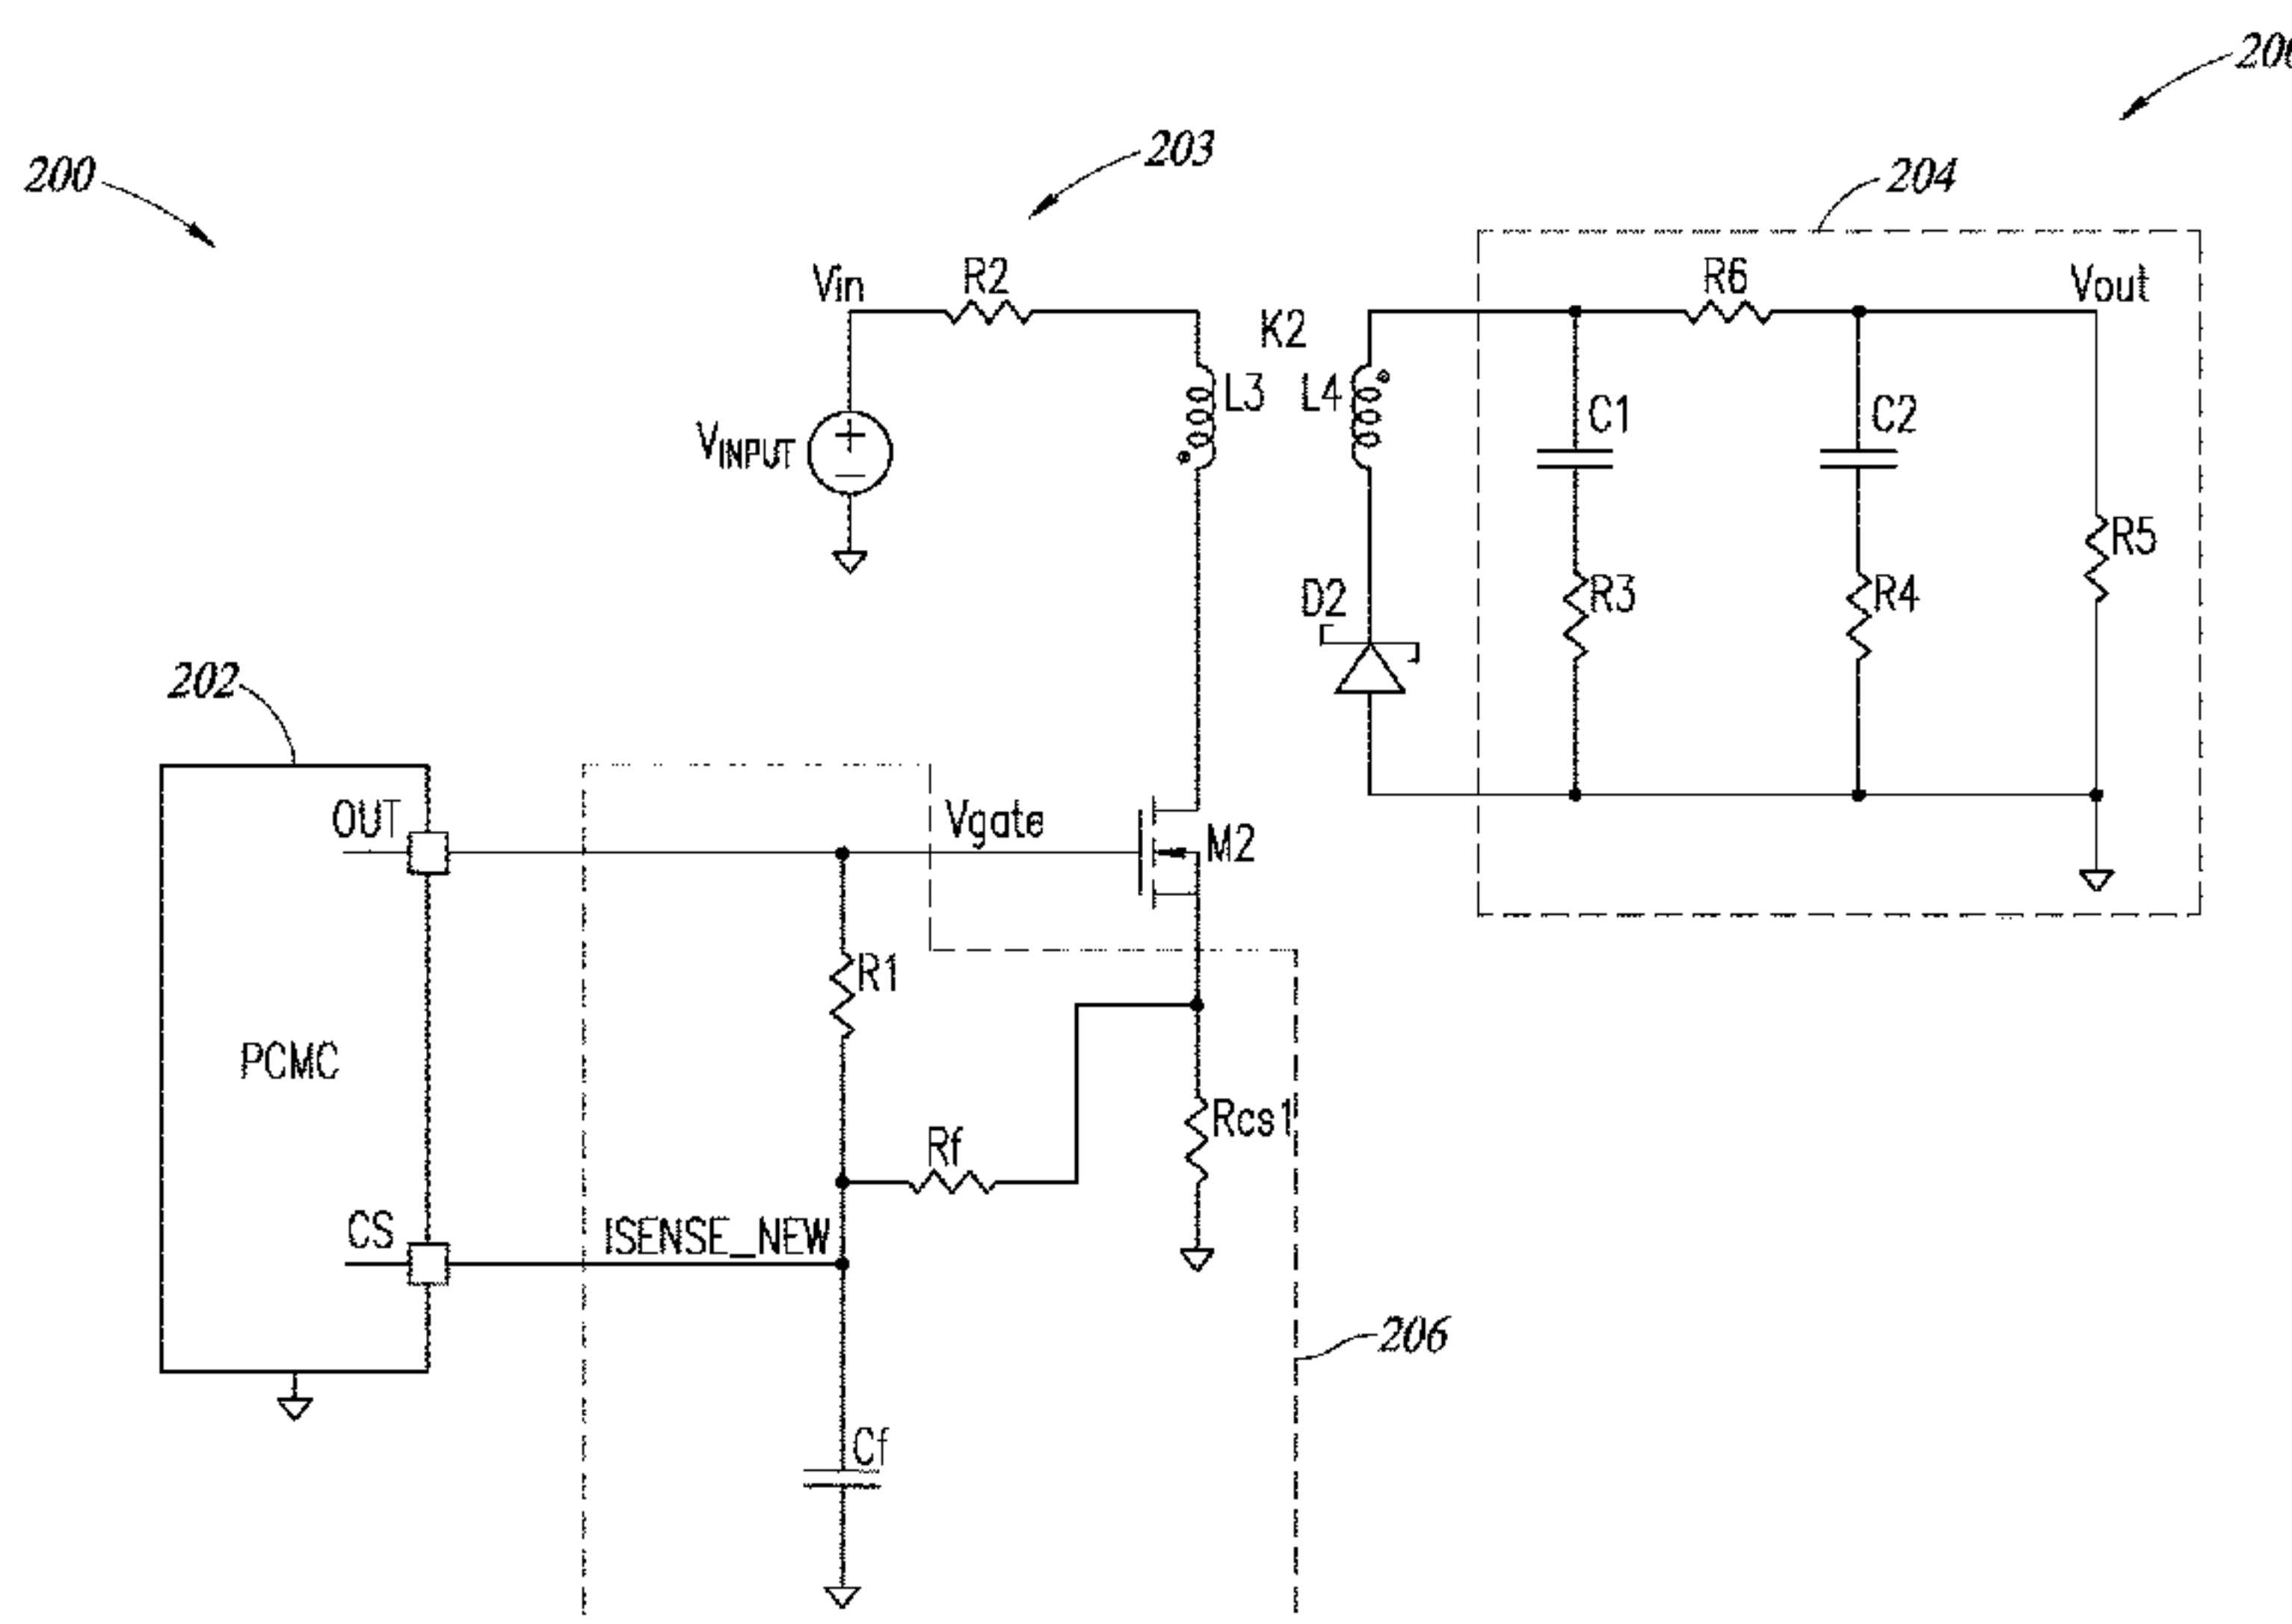 200
203
204
Vin
R2
K2
L3
L4
R6
Vout
VINPUT
C1
C2
R3
R4
R5
D2
202
OUT
Vgate
M2
R1
PCMC
Rf
Rcs1
CS
ISENSE_NEW
206
Cf